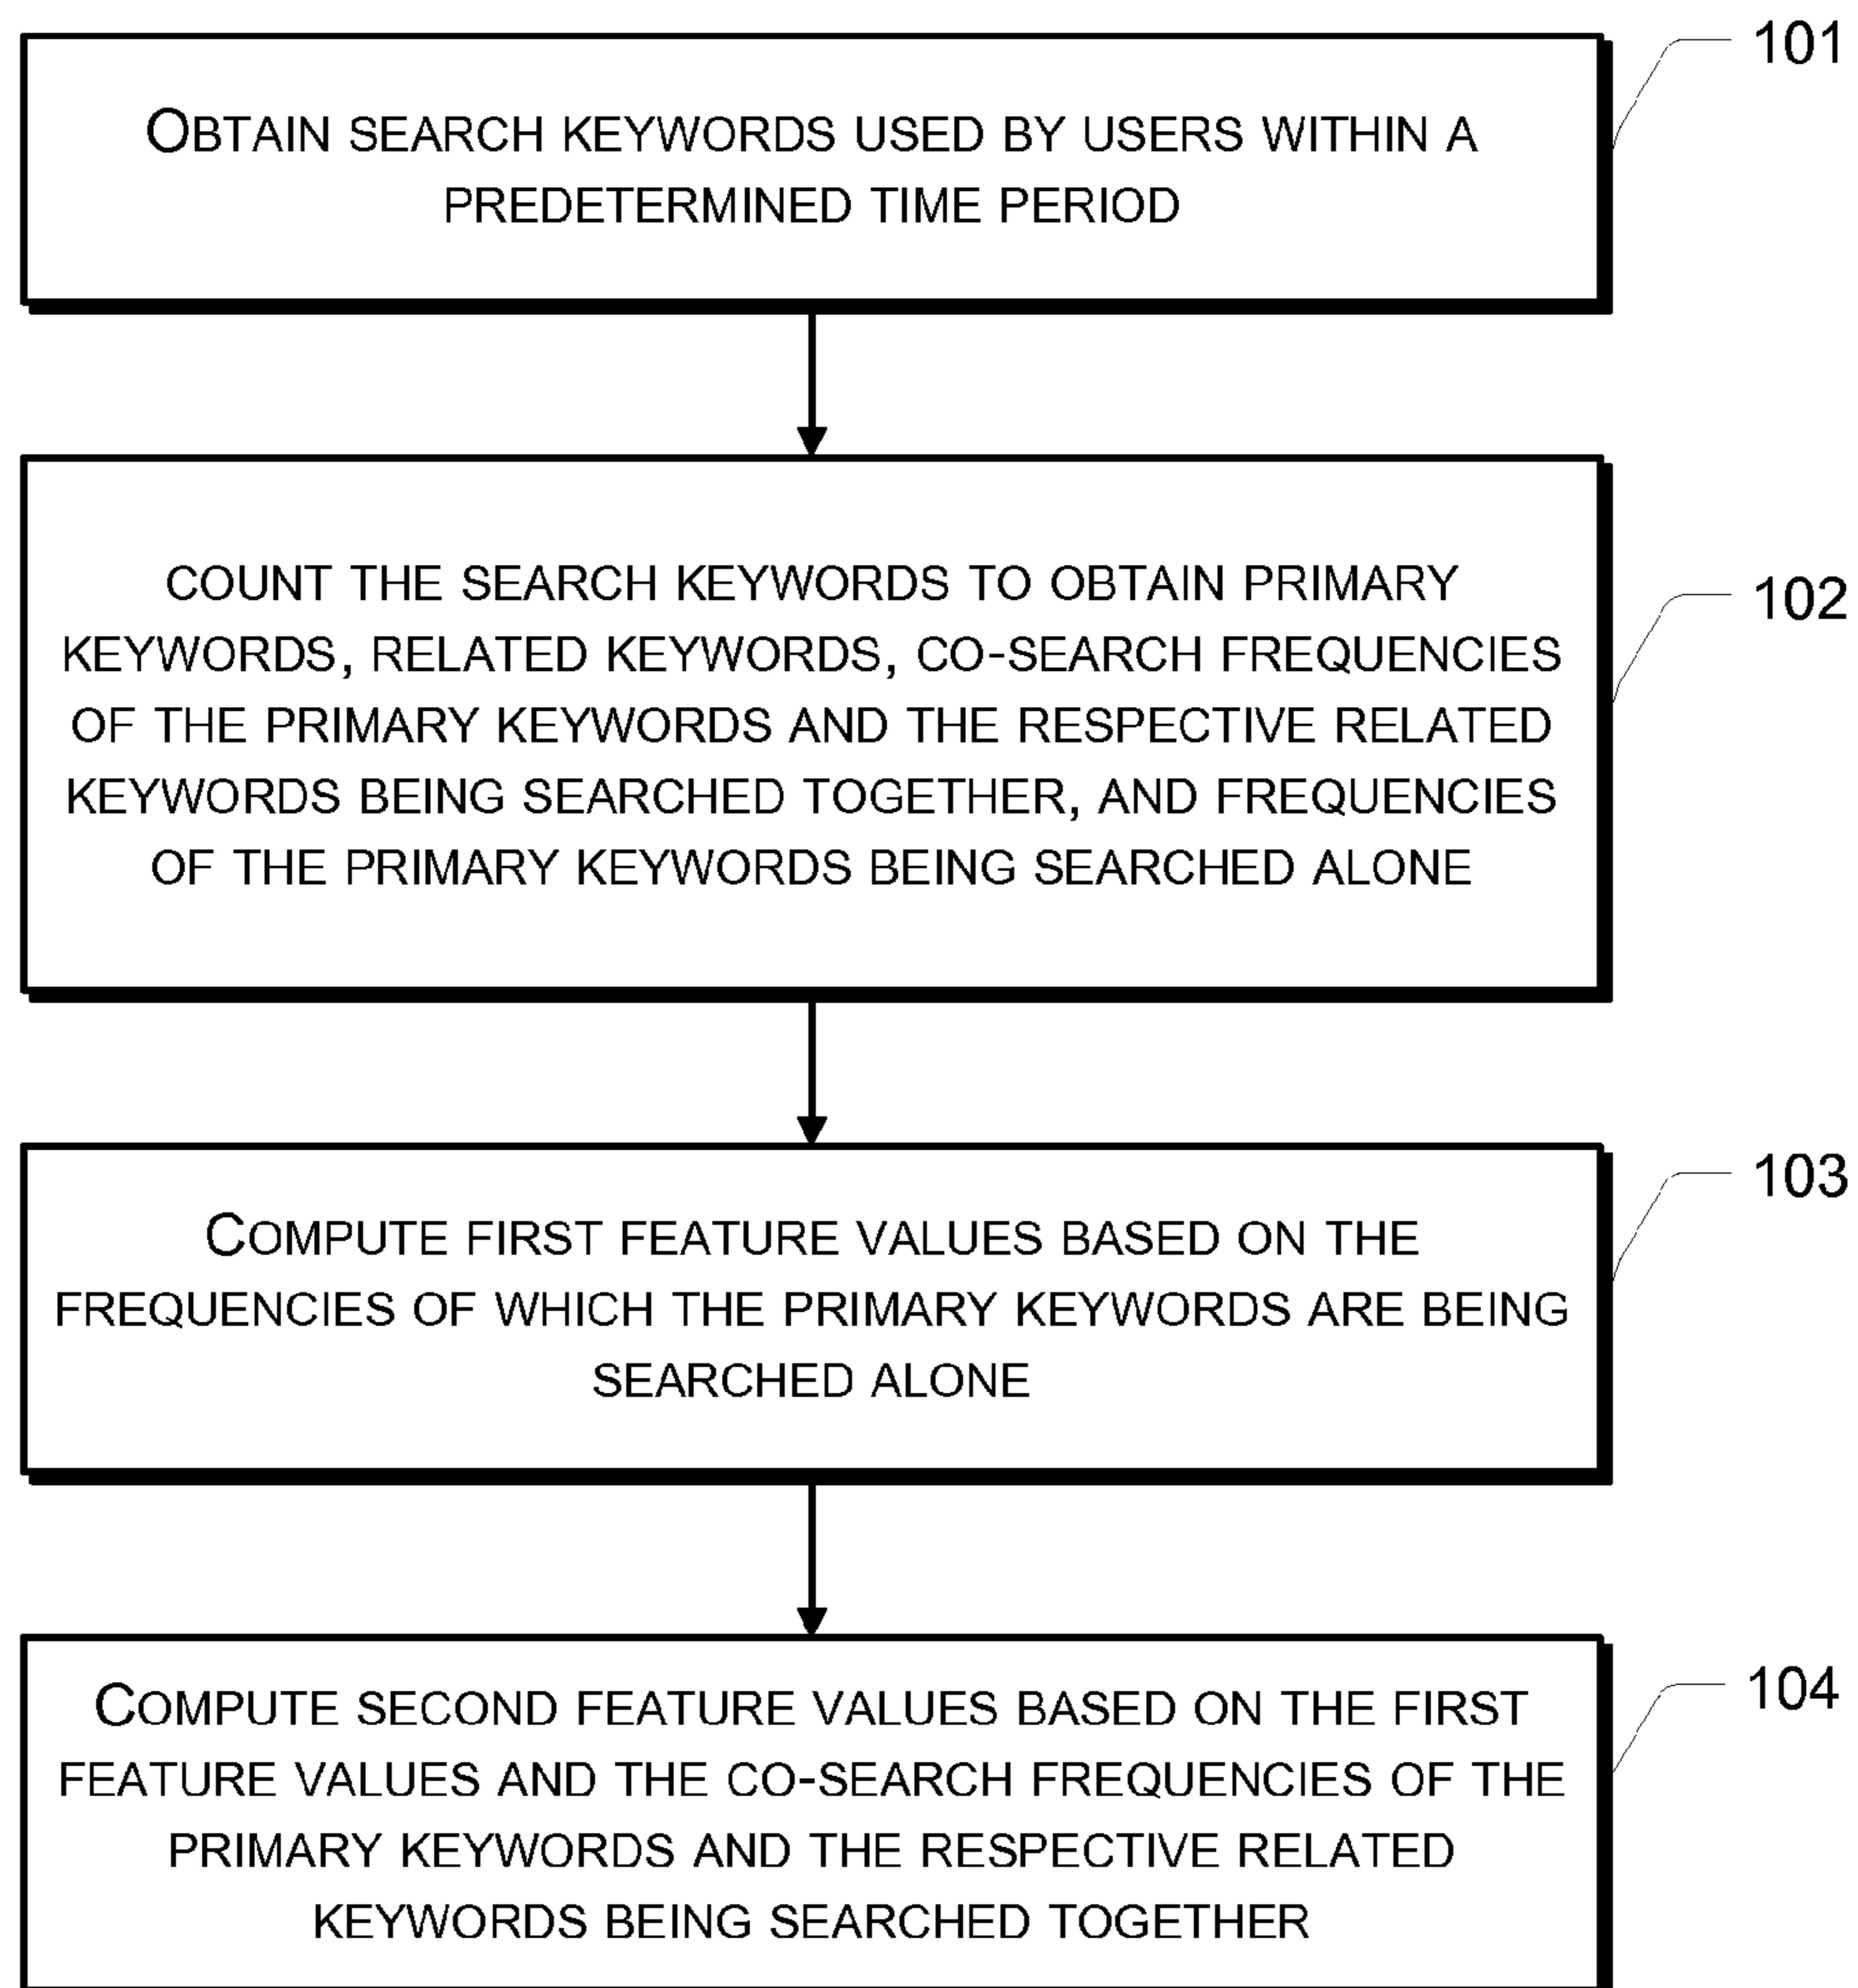 101
OBTAIN SEARCH KEYWORDS USED BY USERS WITHIN A
PREDETERMINED TIME PERIOD
102
COUNT THE SEARCH KEYWORDS TO OBTAIN PRIMARY
KEYWORDS, RELATED KEYWORDS, CO-SEARCH FREQUENCIES
OF THE PRIMARY KEYWORDS AND THE RESPECTIVE RELATED
KEYWORDS BEING SEARCHED TOGETHER, AND FREQUENCIES
OF THE PRIMARY KEYWORDS BEING SEARCHED ALONE
103
COMPUTE FIRST FEATURE VALUES BASED ON THE
FREQUENCIES OF WHICH THE PRIMARY KEYWORDS ARE BEING
SEARCHED ALONE
104
COMPUTE SECOND FEATURE VALUES BASED ON THE FIRST
FEATURE VALUES AND THE CO-SEARCH FREQUENCIES OF THE
PRIMARY KEYWORDS AND THE RESPECTIVE RELATED
KEYWORDS BEING SEARCHED TOGETHER